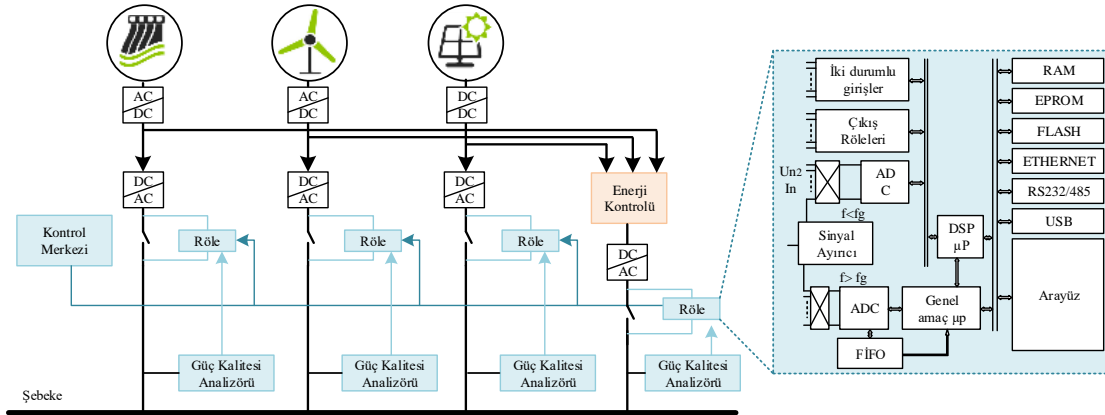 AC
DC
AC
DC
DC
DC
DC
AC
DC
AC
DC
AC
Enerji
Kontrolü
DC
AC
Kontrol
Merkezi
Röle
Röle
Röle
Röle
Güç Kalitesi
Analizörü
Güç Kalitesi
Analizörü
Güç Kalitesi
Analizörü
Güç Kalitesi
Analizörü
Şebeke
İki durumlu
girişler
Çıkış
Röleleri
Un2
In
AD
C
f<fg
Sinyal
Ayırıcı
f> fg
ADC
FİFO
DSP
µP
Genel
amaç µp
RAM
EPROM
FLASH
ETHERNET
RS232/485
USB
Arayüz